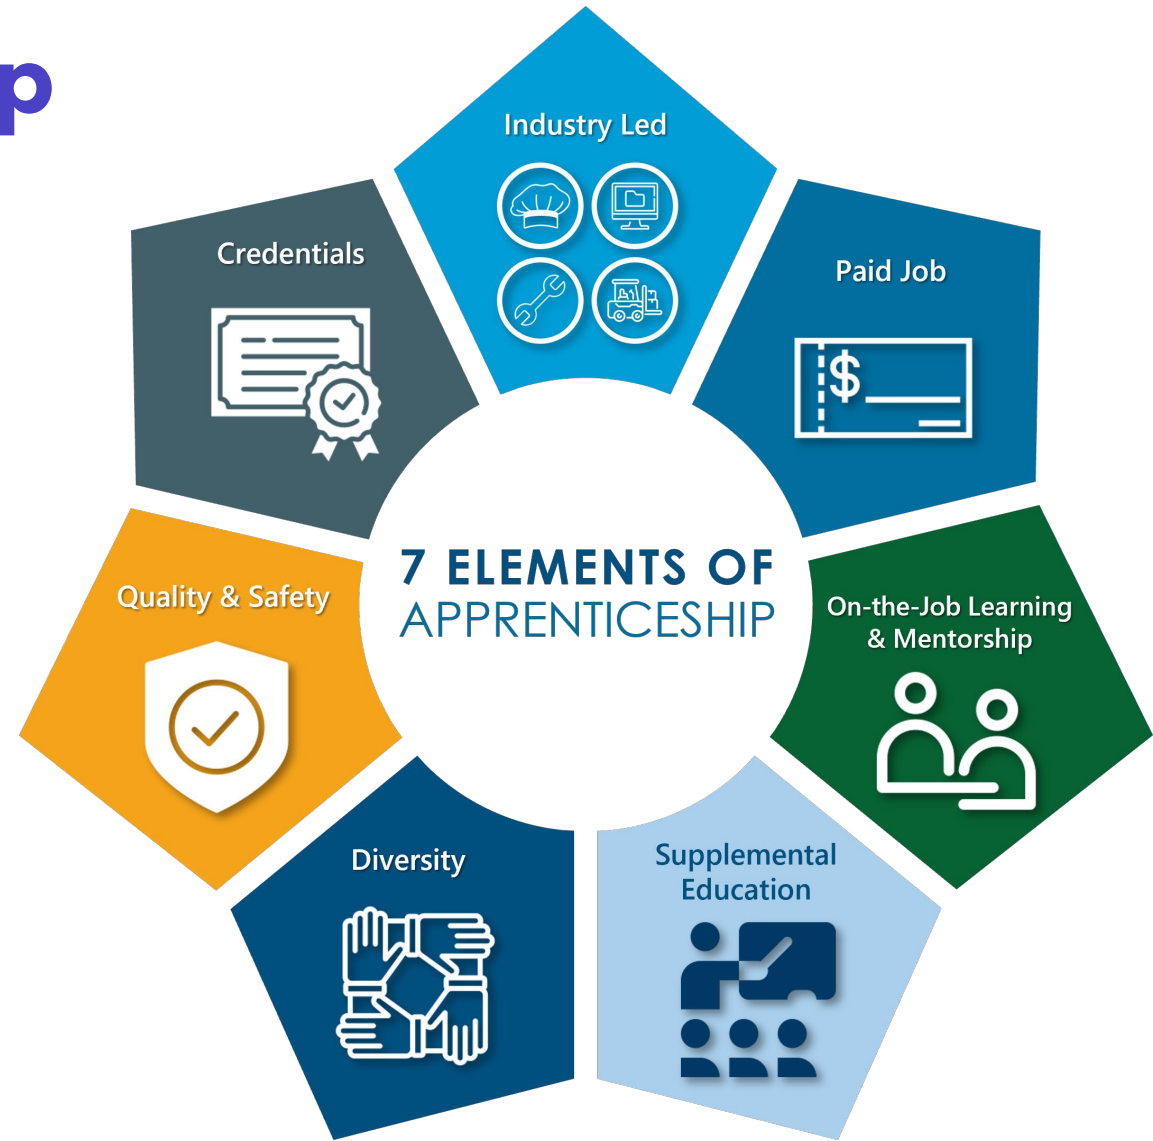 p
Industry Led
Credentials
Paid Job
$
7 ELEMENTS OF
APPRENTICESHIP
Quality & Safety
On-the-Job Learning
& Mentorship
Diversity
Supplemental
Education